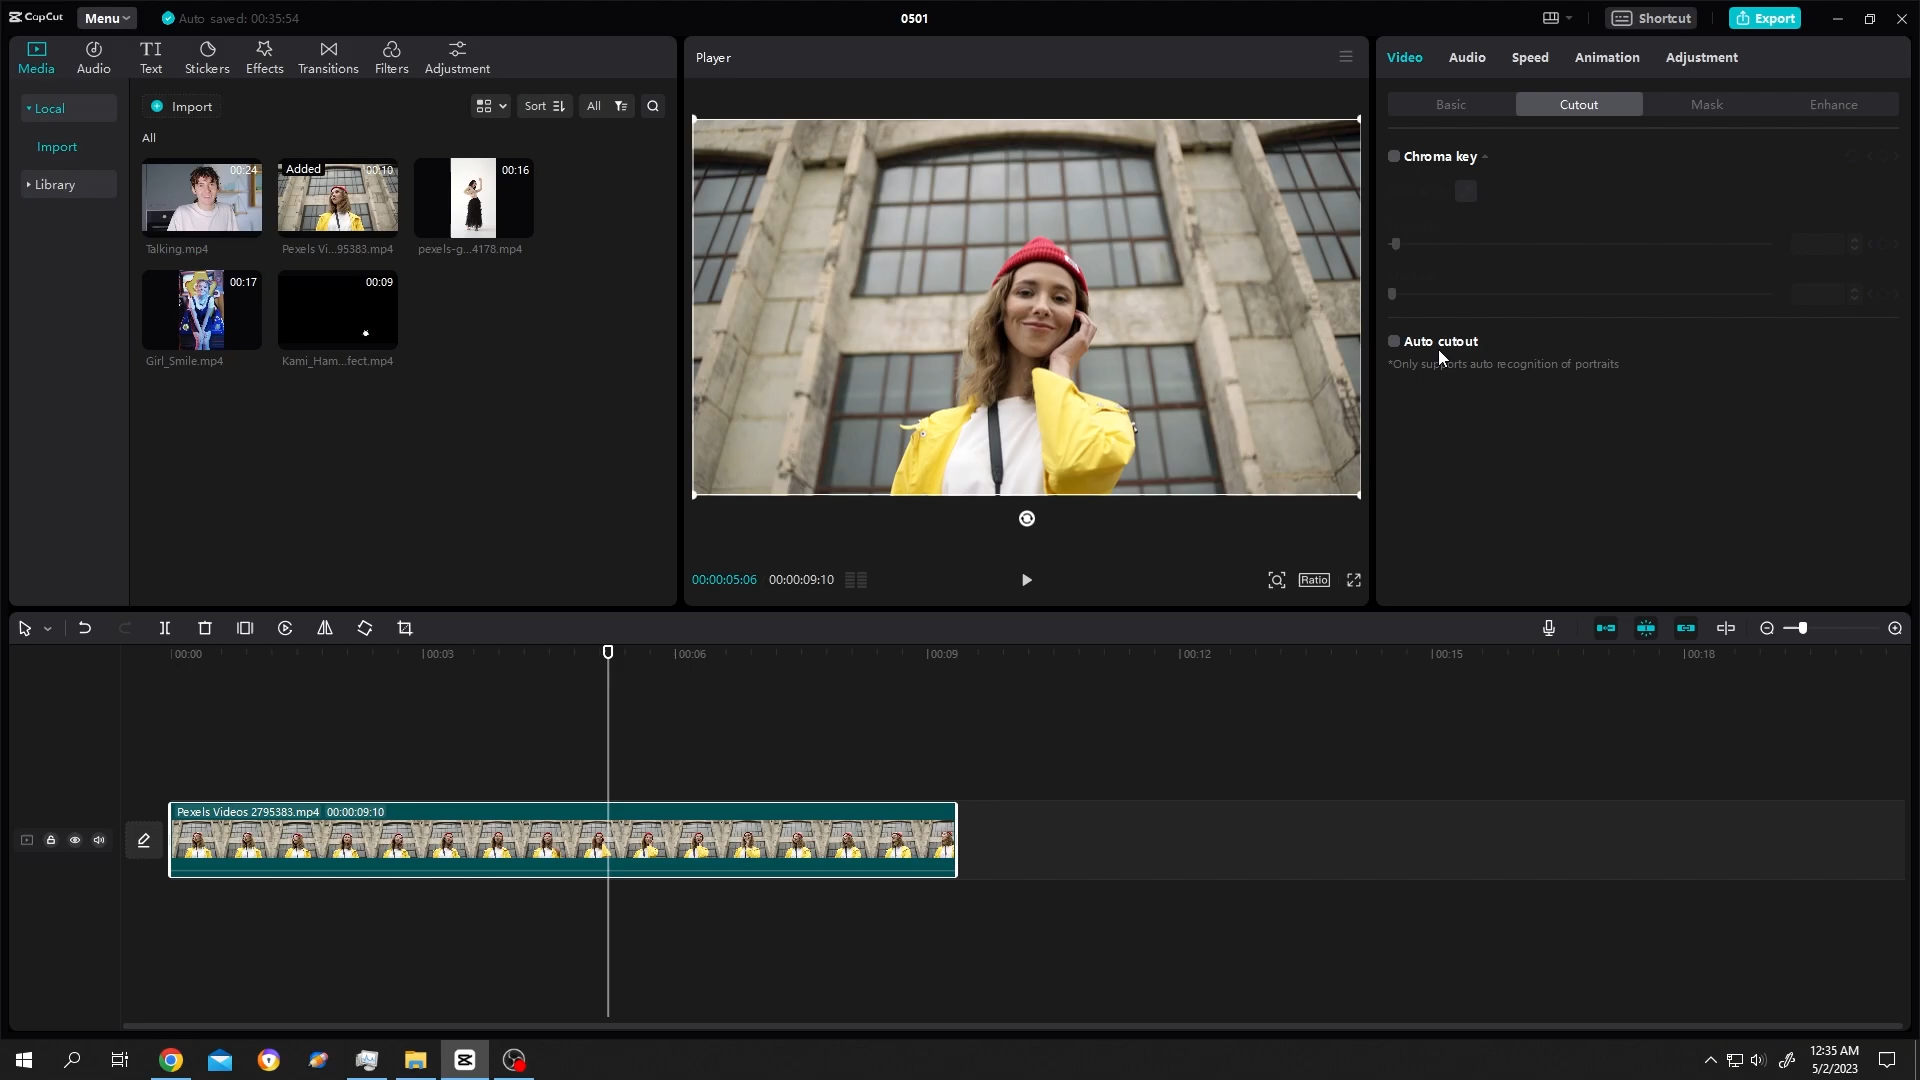 CapCut Menu Auto saved: 00:35:54 0501 Shortcut Export
Media Audio Text Stickers Effects Transitions Filters Adjustment
Player
Video Audio Speed Animation Adjustment
Local
Import
Library
Import Sort All
All
00:24
Talking.mp4
Added 00:10
Pexels Vi...95383.mp4
00:16
pexels-g...4178.mp4
00:17
Girl_Smile.mp4
00:09
Kami_Ham...fect.mp4
00:00:05:06 00:00:09:10 Ratio
Basic Cutout Mask Enhance
Chroma key
Auto cutout
*Only supports auto recognition of portraits
00:00 00:03 00:06 00:09 00:12 00:15 00:18
Pexels Videos 2795383.mp4 00:00:09:10
12:35 AM
5/2/2023